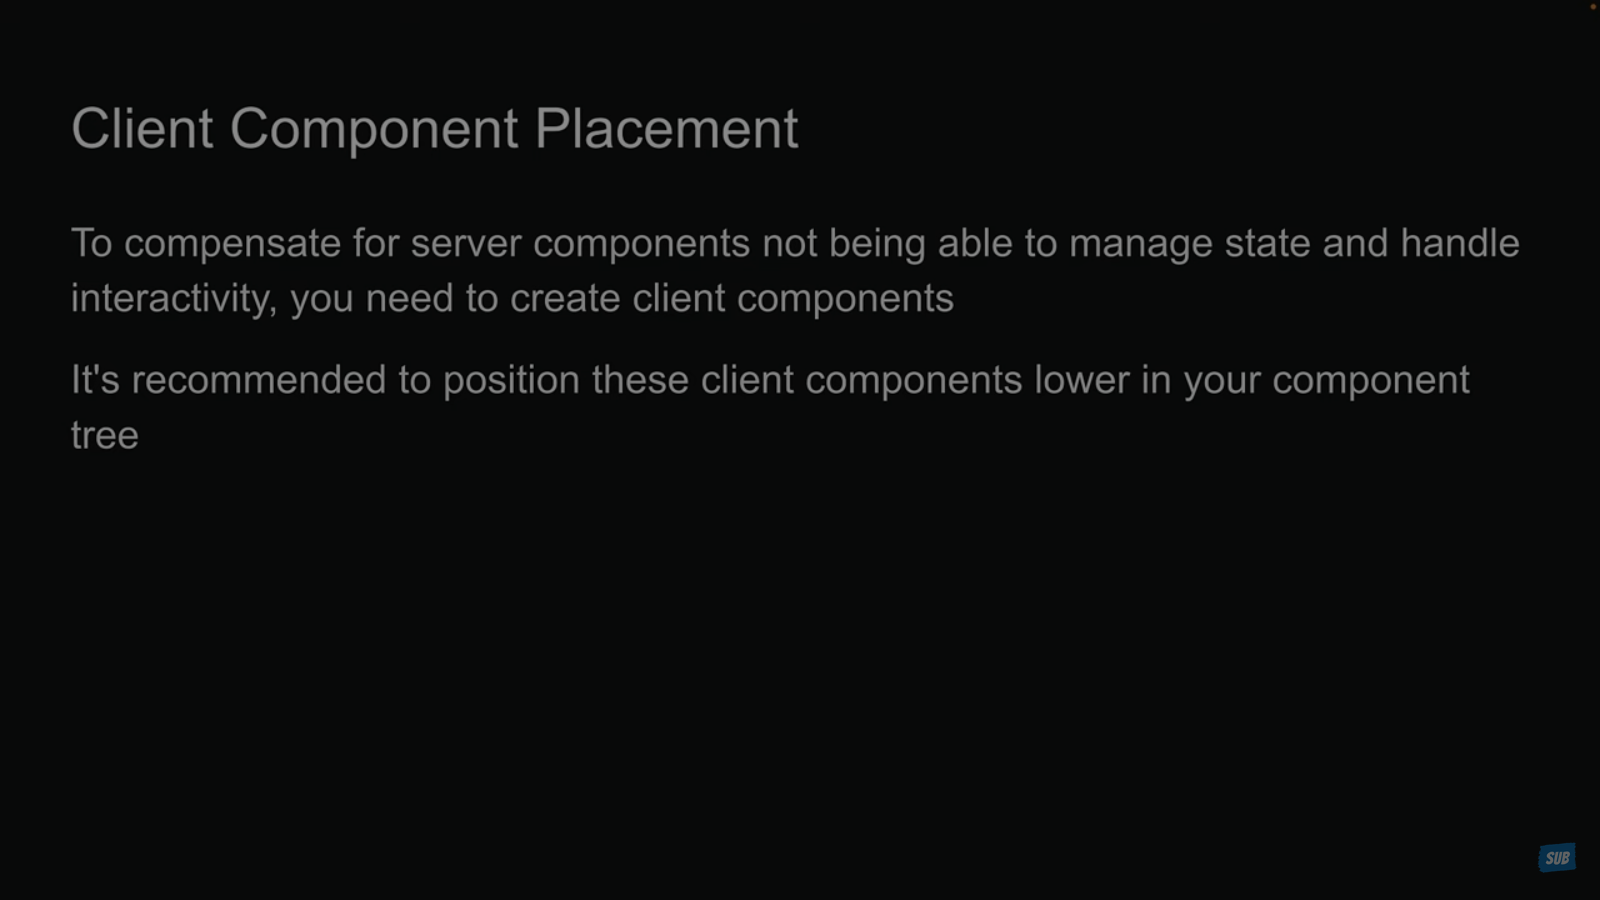 Client Component Placement
To compensate for server components not being able to manage state and handle
interactivity, you need to create client components
It's recommended to position these client components lower in your component
tree
SUB